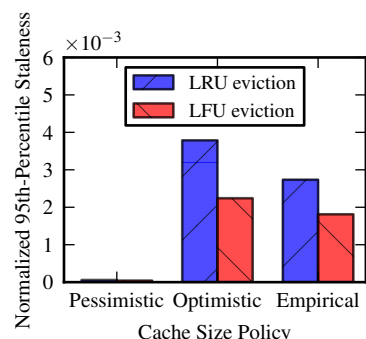 ×10⁻³
Normalized 95th-Percentile Staleness
6
5
4
3
2
1
0
LRU eviction
LFU eviction
Pessimistic Optimistic Empirical
Cache Size Policy